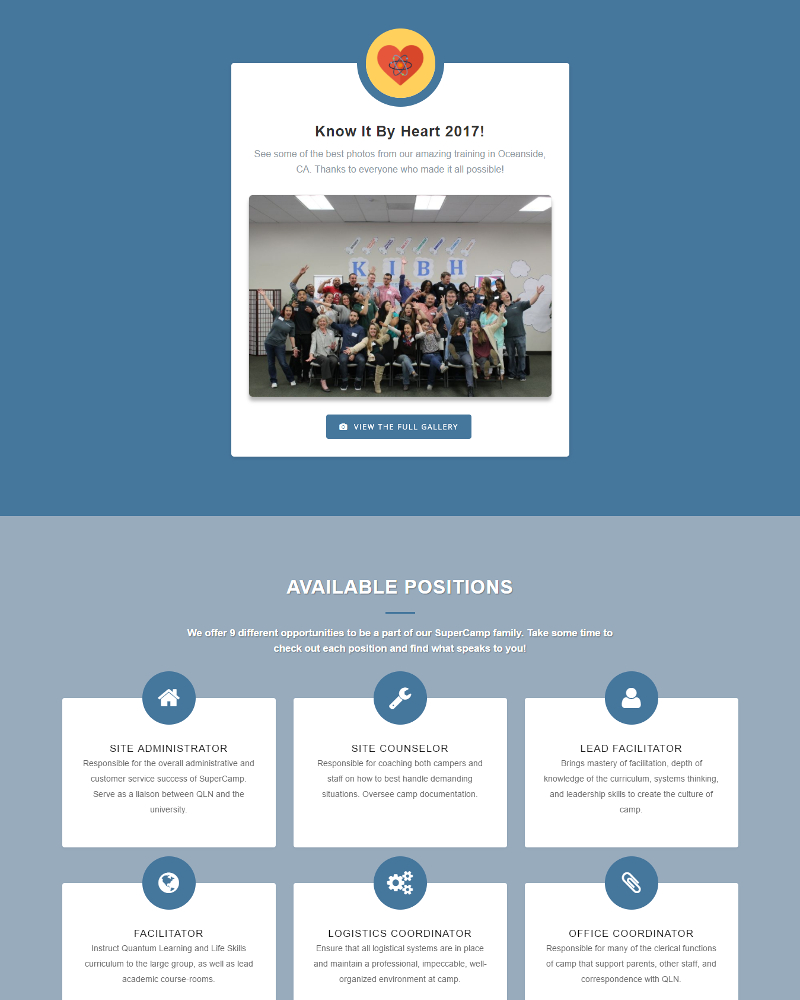 Know It By Heart 2017!
See some of the best photos from our amazing training in Oceanside,
CA. Thanks to everyone who made it all possible!
K I B H
VIEW THE FULL GALLERY
AVAILABLE POSITIONS
We offer 9 different opportunities to be a part of our SuperCamp family. Take some time to
check out each position and find what speaks to you!
SITE ADMINISTRATOR
Responsible for the overall administrative and
customer service success of SuperCamp.
Serve as a liaison between QLN and the
university.
SITE COUNSELOR
Responsible for coaching both campers and
staff on how to best handle demanding
situations. Oversee camp documentation.
LEAD FACILITATOR
Brings mastery of facilitation, depth of
knowledge of the curriculum, systems thinking,
and leadership skills to create the culture of
camp.
FACILITATOR
Instruct Quantum Learning and Life Skills
curriculum to the large group, as well as lead
academic course-rooms.
LOGISTICS COORDINATOR
Ensure that all logistical systems are in place
and maintain a professional, impeccable, well-
organized environment at camp.
OFFICE COORDINATOR
Responsible for many of the clerical functions
of camp that support parents, other staff, and
correspondence with QLN.